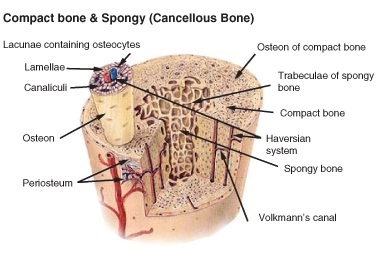 Compact bone & Spongy (Cancellous Bone)
Lacunae containing osteocytes
Lamellae
Canaliculi
Osteon
Periosteum
Osteon of compact bone
Trabeculae of spongy
bone
Compact bone
Haversian
system
Spongy bone
Volkmann's canal